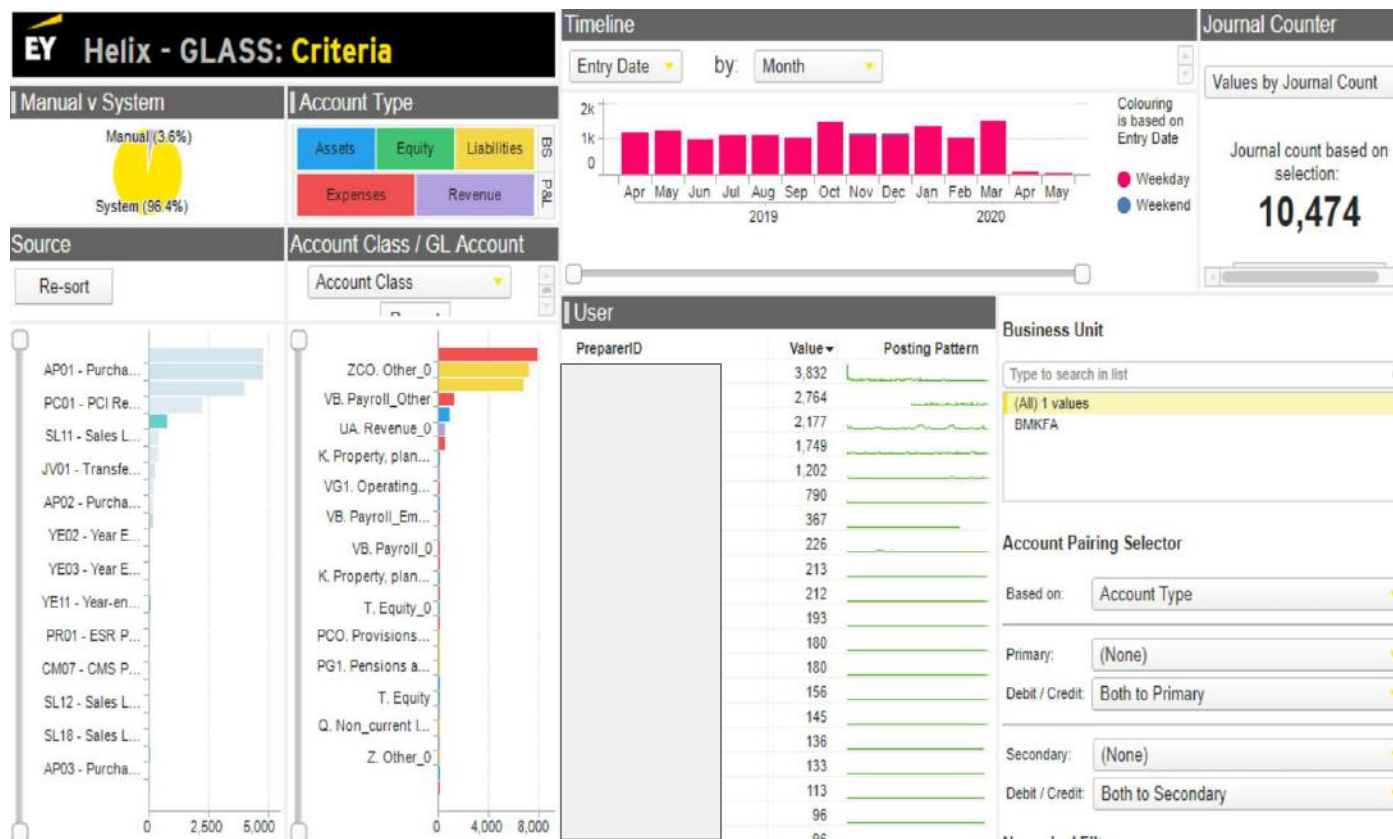 EY Helix - GLASS: Criteria
Manual v System
Manual (3.6%)
System (96.4%)
Account Type
Assets
Equity
Liabilities
BS
Expenses
Revenue
P&L
Timeline
Entry Date
by:
Month
2k
1k
0
Apr May Jun Jul Aug Sep Oct Nov Dec Jan Feb Mar Apr May
2019
2020
Colouring
is based on
Entry Date
Weekday
Weekend
Journal Counter
Values by Journal Count
Journal count based on
selection:
10,474
Source
Re-sort
AP01 - Purcha...
PC01 - PCI Re...
SL11 - Sales L...
JV01 - Transfe...
AP02 - Purcha...
YE02 - Year E...
YE03 - Year E...
YE11 - Year-en...
PR01 - ESR P...
CM07 - CMS P...
SL12 - Sales L...
SL18 - Sales L...
AP03 - Purcha...
0 2,500 5,000
Account Class / GL Account
Account Class
ZCO. Other_0
VB. Payroll_Other
UA. Revenue_0
K. Property, plan...
VG1. Operating...
VB. Payroll_Em...
VB. Payroll_0
K. Property, plan...
T. Equity_0
PCO. Provisions...
PG1. Pensions a...
T. Equity
Q. Non_current l...
Z. Other_0
0 4,000 8,000
User
PreparerID Value Posting Pattern
3,832
2,764
2,177
1,749
1,202
790
367
226
213
212
193
180
180
156
145
136
133
113
96
Business Unit
Type to search in list
(All) 1 values
BMKFA
Account Pairing Selector
Based on: Account Type
Primary: (None)
Debit / Credit: Both to Primary
Secondary: (None)
Debit / Credit: Both to Secondary